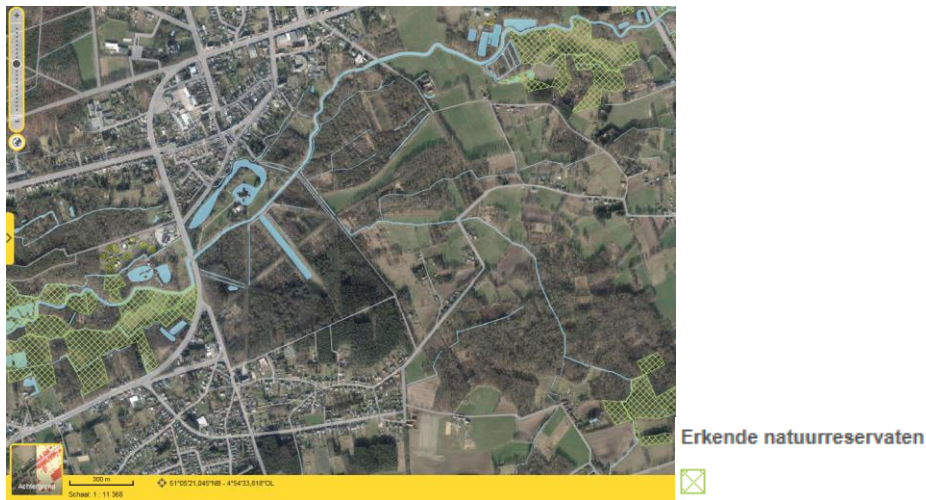 Erkende natuurreservaten
Achtergrond
300 m
51°05'21,045"NB - 4°54'33,818"OL
Schaal: 1 : 11 368